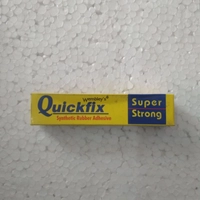 Quickfix
Synthetic Rubber Adhesive
Super
Strong